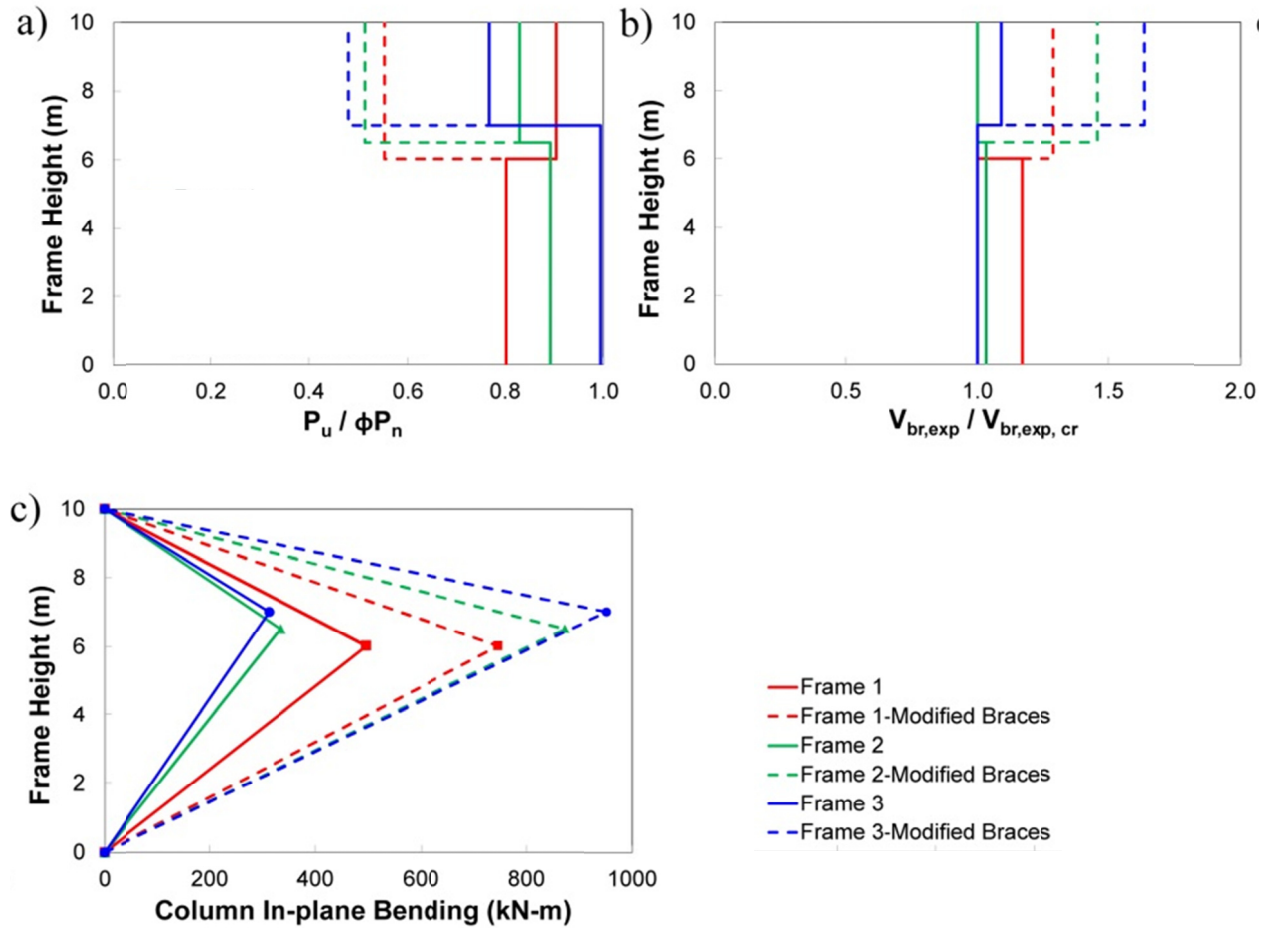 a)
10
8
6
4
2
0
Frame Height (m)
0.0 0.2 0.4 0.6 0.8 1.0
Pu / ϕPn
b)
10
8
6
4
2
0
Frame Height (m)
0.0 0.5 1.0 1.5 2.0
Vbr,exp / Vbr,exp, cr
c)
10
8
6
4
2
0
Frame Height (m)
0 200 400 600 800 1000
Column In-plane Bending (kN-m)
Frame 1
Frame 1-Modified Braces
Frame 2
Frame 2-Modified Braces
Frame 3
Frame 3-Modified Braces